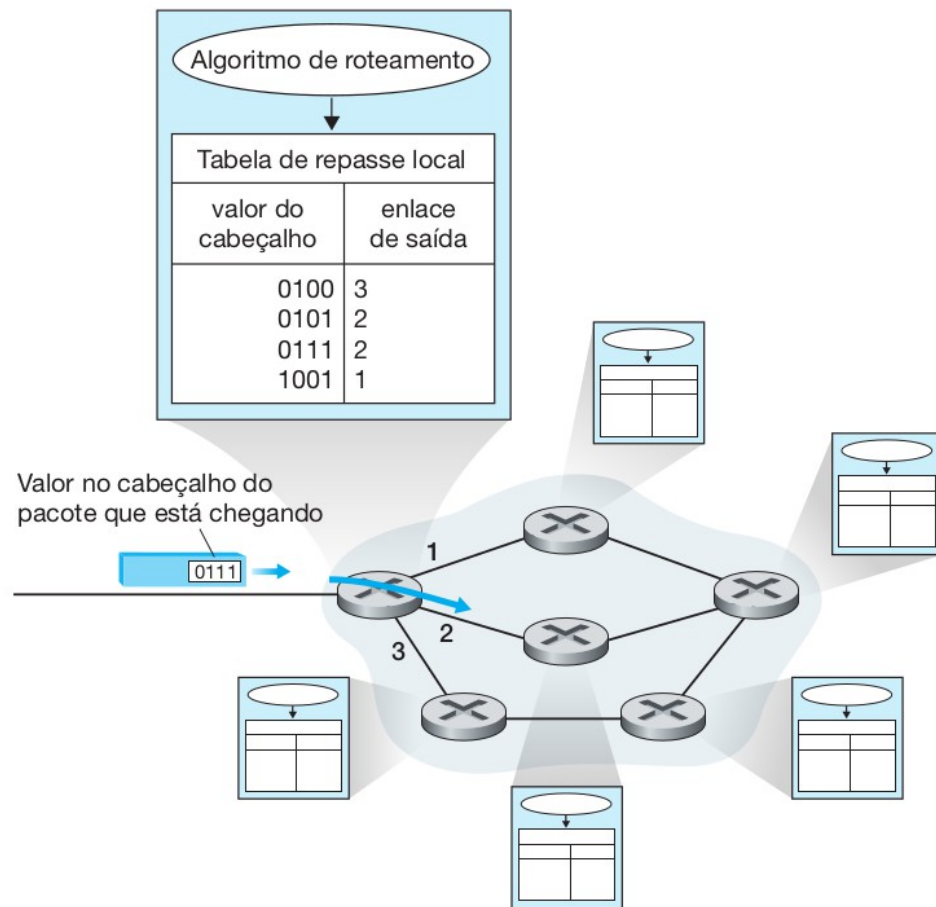 Algoritmo de roteamento
Tabela de repasse local
valor do
cabeçalho
enlace
de saída
0100 3
0101 2
0111 2
1001 1
Valor no cabeçalho do
pacote que está chegando
0111
1
2
3